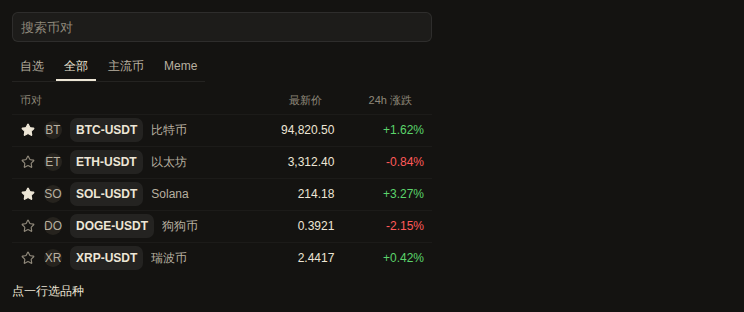 搜索币对
自选 全部 主流币 Meme
币对 最新价 24h 涨跌
BT BTC-USDT 比特币 94,820.50 +1.62%
ET ETH-USDT 以太坊 3,312.40 -0.84%
SO SOL-USDT Solana 214.18 +3.27%
DO DOGE-USDT 狗狗币 0.3921 -2.15%
XR XRP-USDT 瑞波币 2.4417 +0.42%
点一行选品种